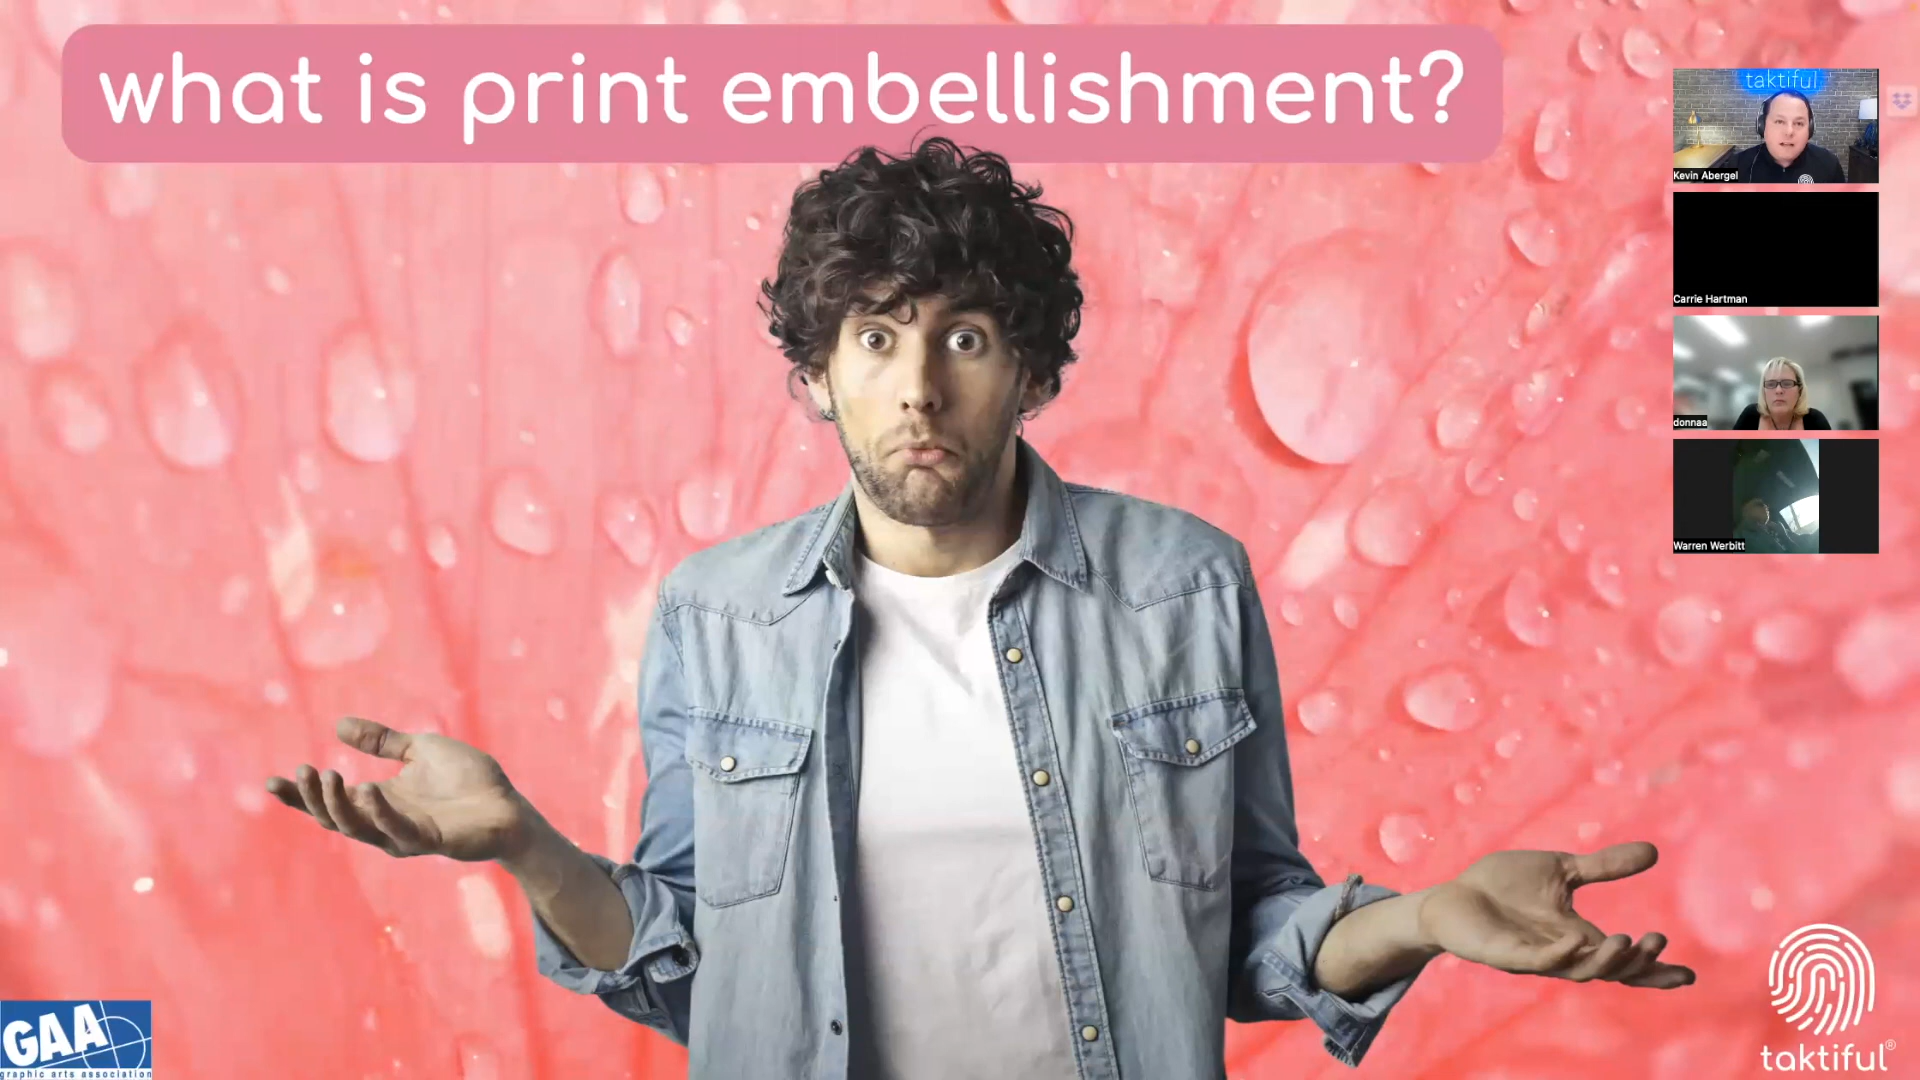 what is print embellishment?
taktiful
Kevin Abergel
Carrie Hartman
donnaa
Warren Werbitt
GAA
graphic arts association
taktiful®